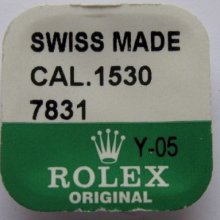 SWISS MADE
CAL.1530
7831
Y-05
ROLEX
ORIGINAL